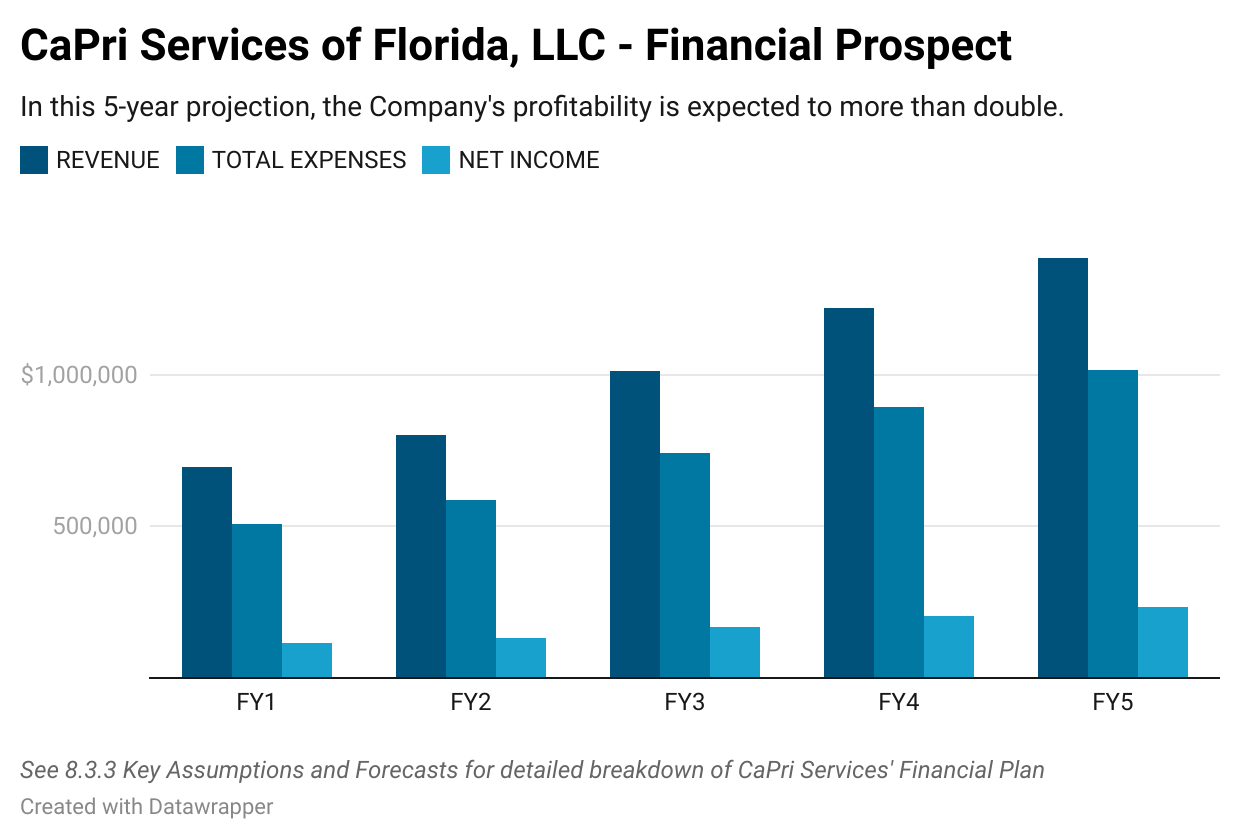 CaPri Services of Florida, LLC - Financial Prospect
In this 5-year projection, the Company's profitability is expected to more than double.
REVENUE TOTAL EXPENSES NET INCOME
$1,000,000
500,000
FY1 FY2 FY3 FY4 FY5
See 8.3.3 Key Assumptions and Forecasts for detailed breakdown of CaPri Services' Financial Plan
Created with Datawrapper